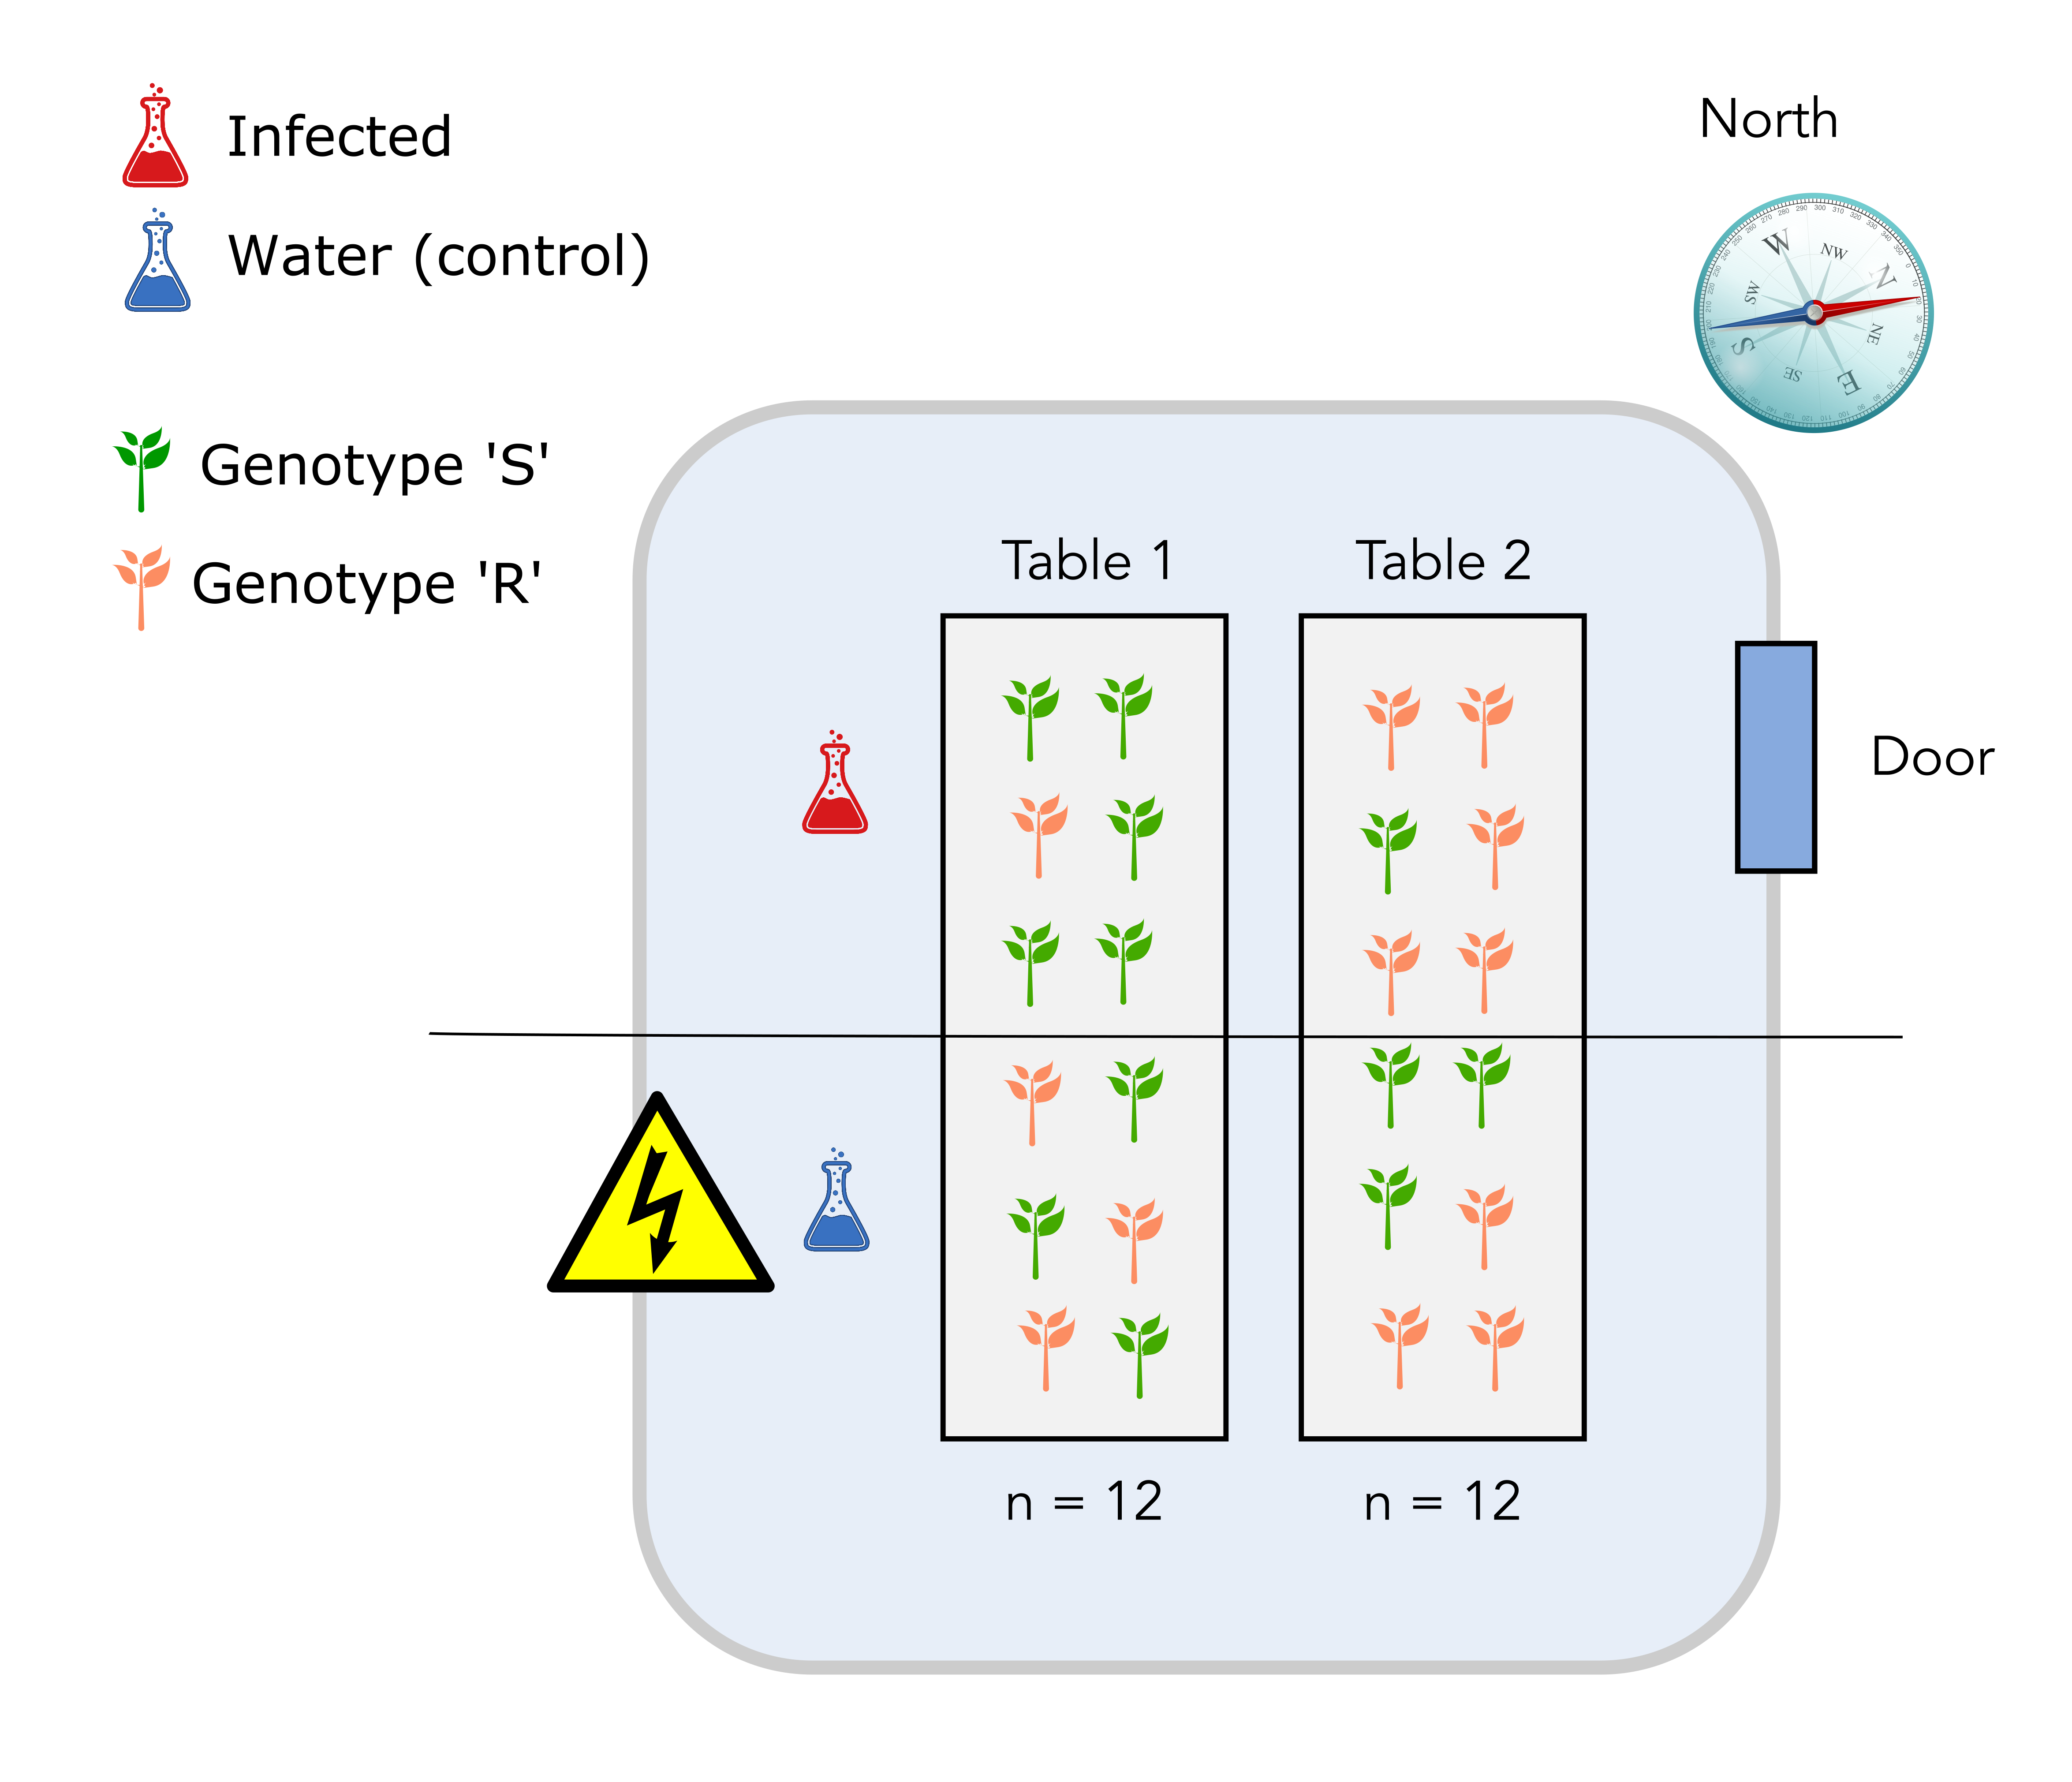 Infected
Water (control)
North
N
NE
E
SE
S
SW
W
NW
Genotype 'S'
Genotype 'R'
Table 1
Table 2
Door
n = 12
n = 12